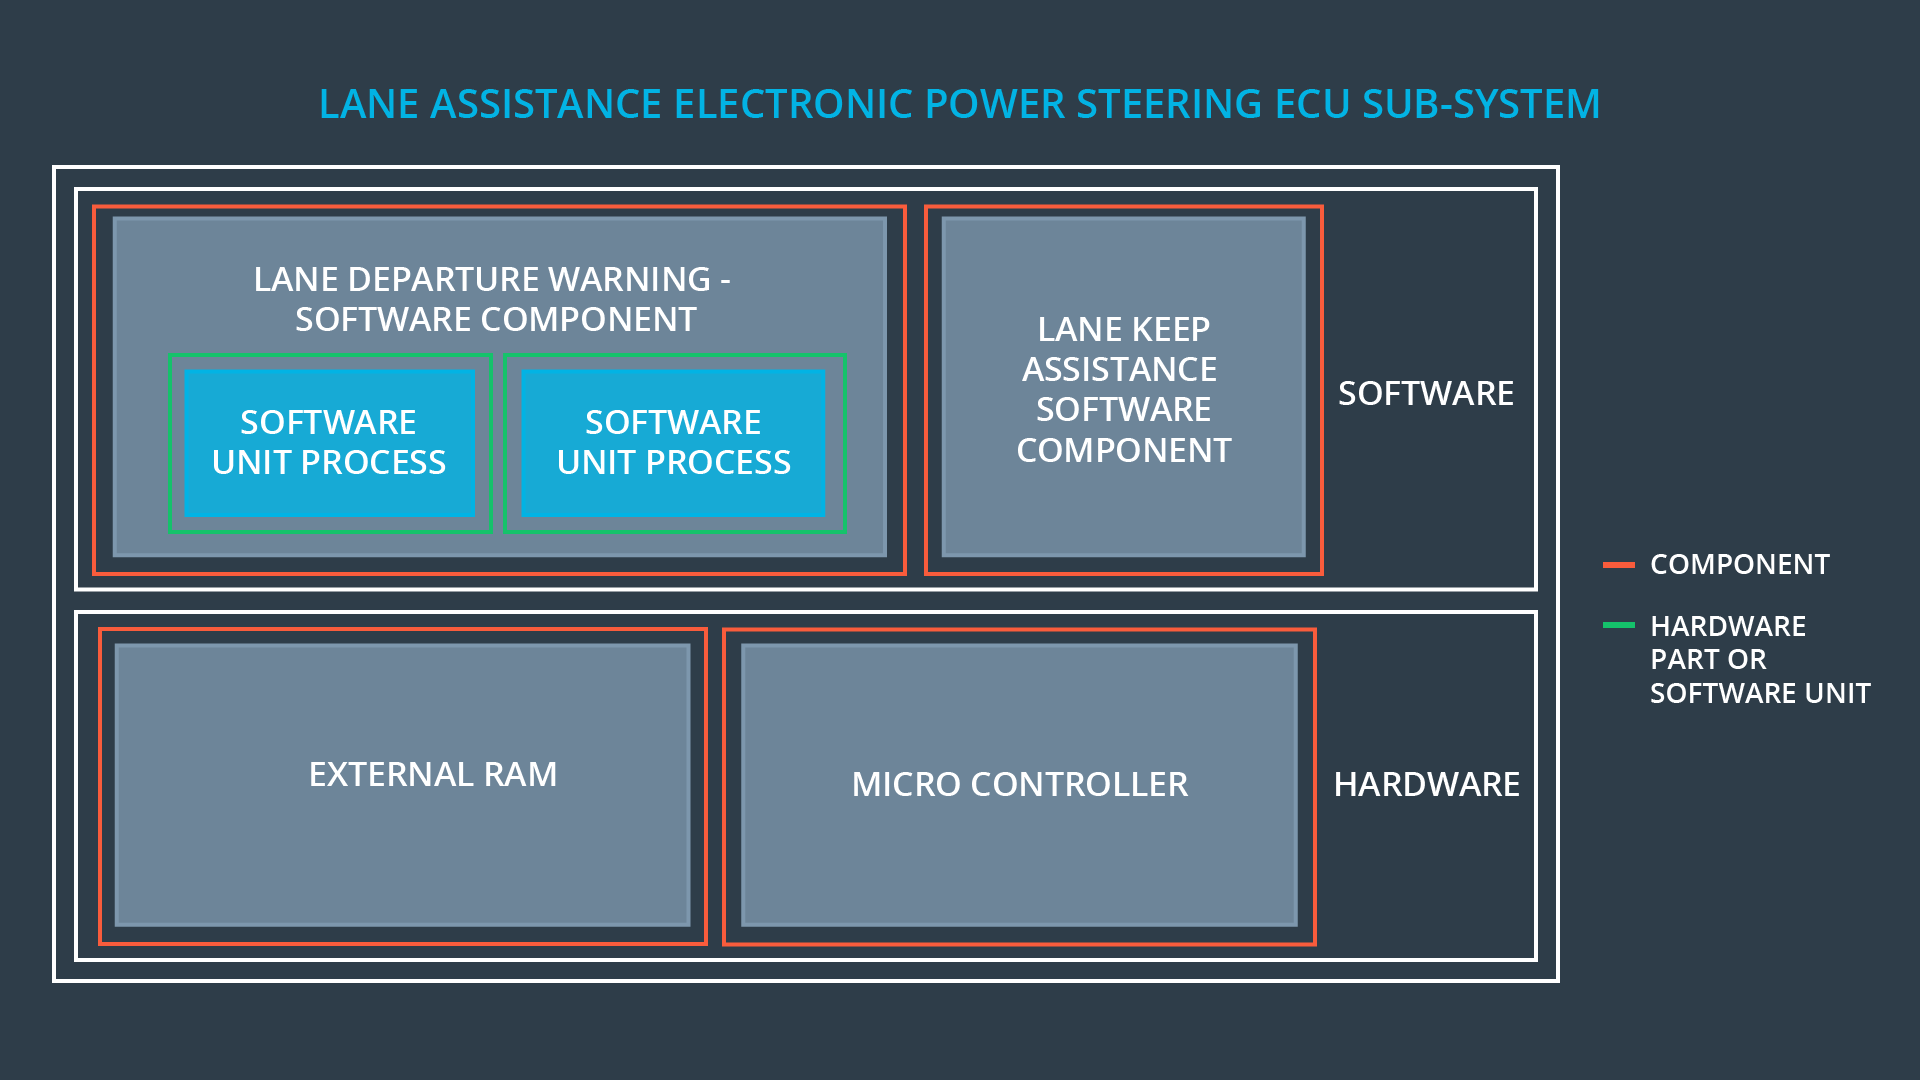 LANE ASSISTANCE ELECTRONIC POWER STEERING ECU SUB-SYSTEM
LANE DEPARTURE WARNING -
SOFTWARE COMPONENT
SOFTWARE
UNIT PROCESS
SOFTWARE
UNIT PROCESS
LANE KEEP
ASSISTANCE
SOFTWARE
COMPONENT
SOFTWARE
EXTERNAL RAM
MICRO CONTROLLER
HARDWARE
COMPONENT
HARDWARE
PART OR
SOFTWARE UNIT